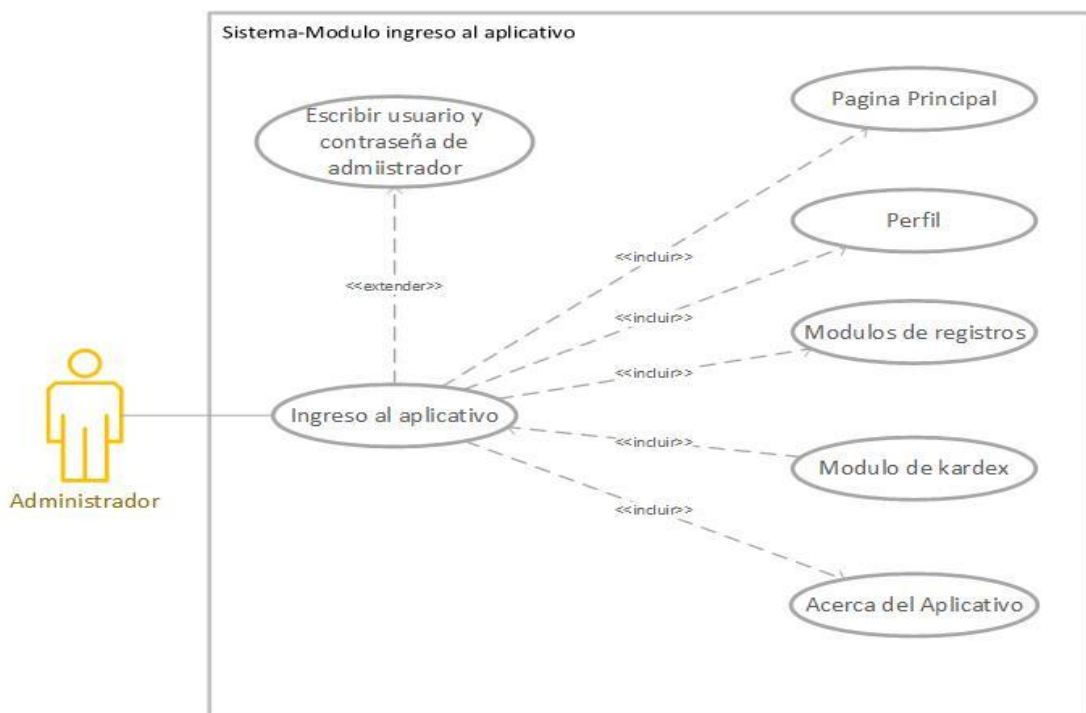 Sistema-Modulo ingreso al aplicativo
Escribir usuario y
contraseña de
admiistrador
Pagina Principal
Perfil
<<incluir>>
<<extender>>
<<incluir>>
Modulos de registros
<<incluir>>
Ingreso al aplicativo
<<incluir>>
Modulo de kardex
Administrador
<<incluir>>
Acerca del Aplicativo